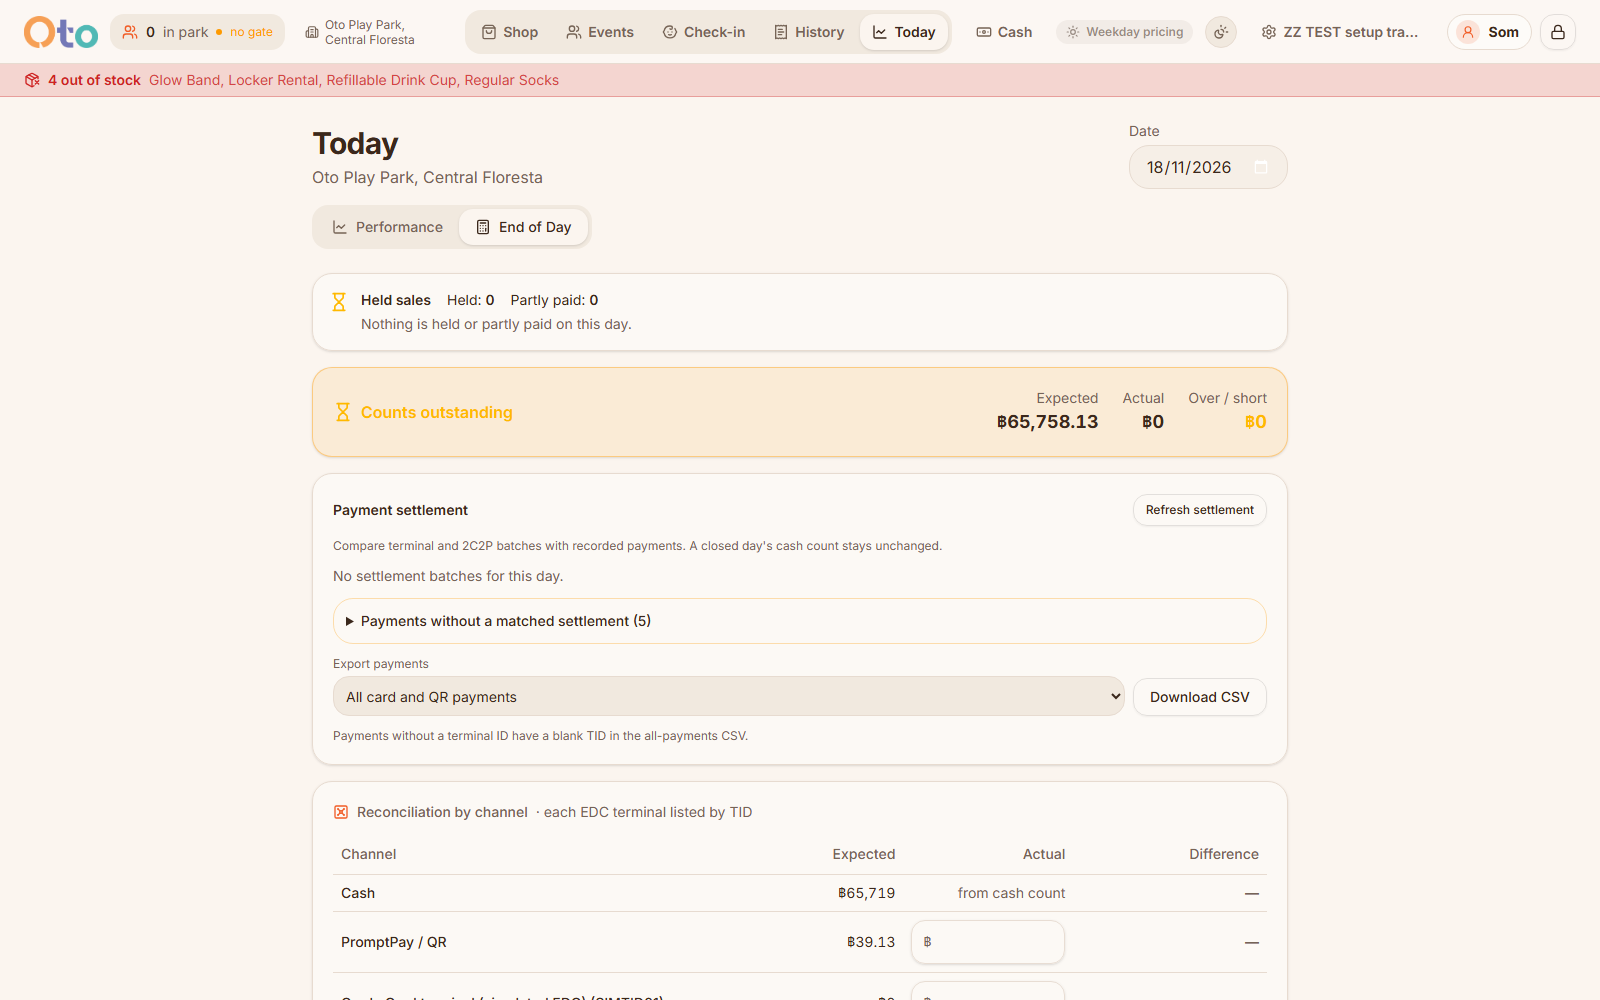 Oto
0 in park • no gate
Oto Play Park,
Central Floresta
Shop
Events
Check-in
History
Today
Cash
Weekday pricing
ZZ TEST setup tra...
Som
4 out of stock Glow Band, Locker Rental, Refillable Drink Cup, Regular Socks
Today
Oto Play Park, Central Floresta
Date
18/11/2026
Performance
End of Day
Held sales Held: 0 Partly paid: 0
Nothing is held or partly paid on this day.
Counts outstanding
Expected Actual Over / short
฿65,758.13 ฿0 ฿0
Payment settlement
Refresh settlement
Compare terminal and 2C2P batches with recorded payments. A closed day's cash count stays unchanged.
No settlement batches for this day.
Payments without a matched settlement (5)
Export payments
All card and QR payments
Download CSV
Payments without a terminal ID have a blank TID in the all-payments CSV.
Reconciliation by channel · each EDC terminal listed by TID
Channel Expected Actual Difference
Cash ฿65,719 from cash count —
PromptPay / QR ฿39.13 ฿ —